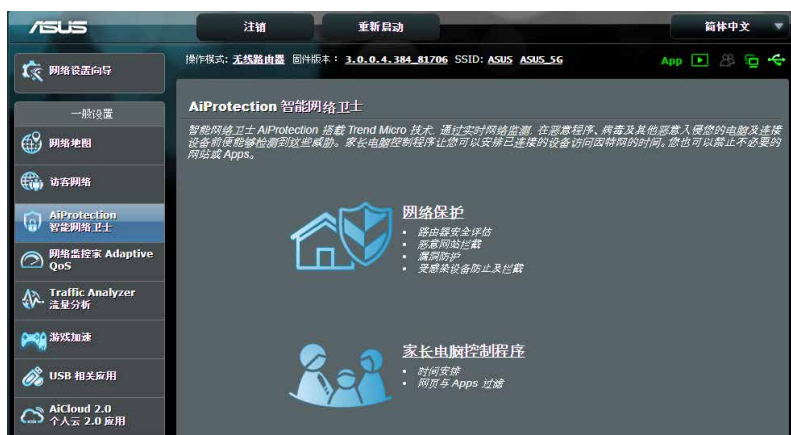 ASUS
注销
重新启动
简体中文
操作模式: 无线路由器 固件版本: 3.0.0.4.384_81706 SSID: ASUS ASUS_5G
App
网络设置向导
一般设置
网络地图
访客网络
AiProtection
智能网络卫士
网络监控家 Adaptive
QoS
Traffic Analyzer
流量分析
游戏加速
USB 相关应用
AiCloud 2.0
个人云 2.0 应用
AiProtection 智能网络卫士
智能网络卫士 AiProtection 搭载 Trend Micro 技术, 通过实时网络监测, 在恶意程序、病毒及其他恶意入侵您的电脑及连接
设备前便能够检测到这些威胁。家长电脑控制程序让您可以安排已连接的设备访问因特网的时间。您也可以禁止不必要的
网站或 Apps。
网络保护
• 路由器安全评估
• 恶意网站拦截
• 漏洞防护
• 受感染设备防止及拦截
家长电脑控制程序
• 时间安排
• 网页与 Apps 过滤